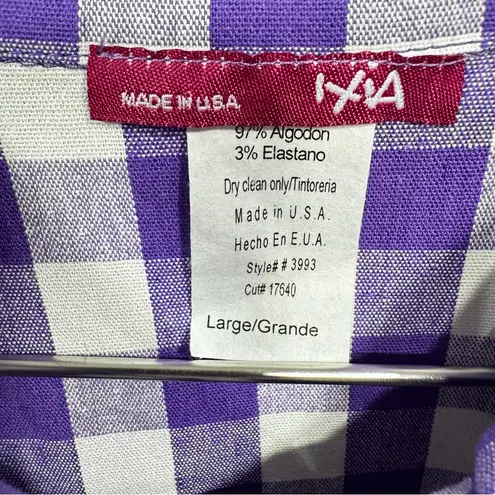 MADE IN U.S.A.
IXiA
97% Algodon
3% Elastano
Dry clean only/Tintoreria
Made in U.S.A.
Hecho En E.U.A.
Style# # 3993
Cut# 17640
Large/Grande